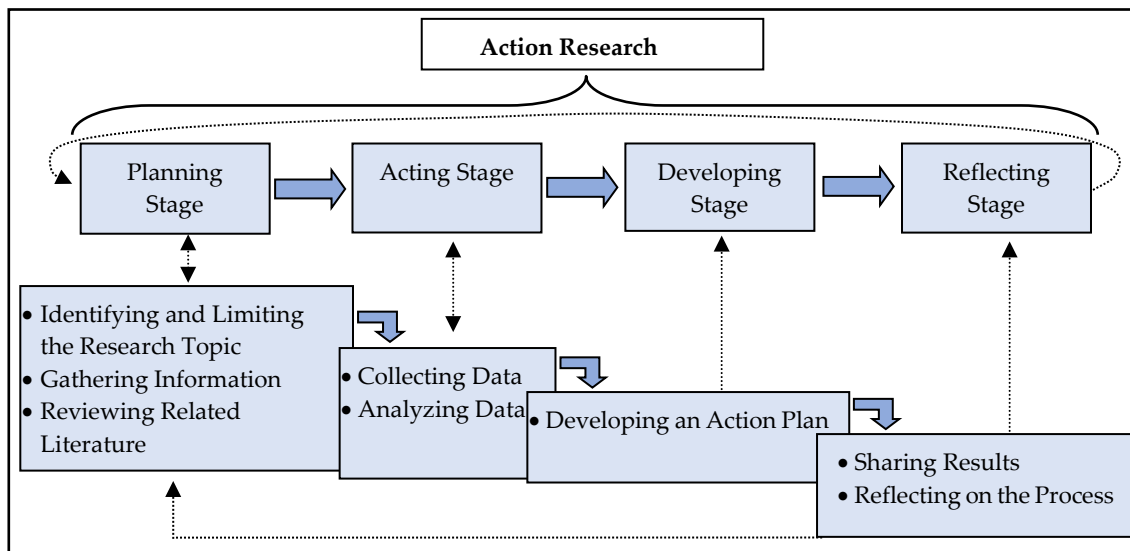 Action Research
Planning
Stage
Acting Stage
Developing
Stage
Reflecting
Stage
• Identifying and Limiting
the Research Topic
• Gathering Information
• Reviewing Related
Literature
• Collecting Data
• Analyzing Data
• Developing an Action Plan
• Sharing Results
• Reflecting on the Process